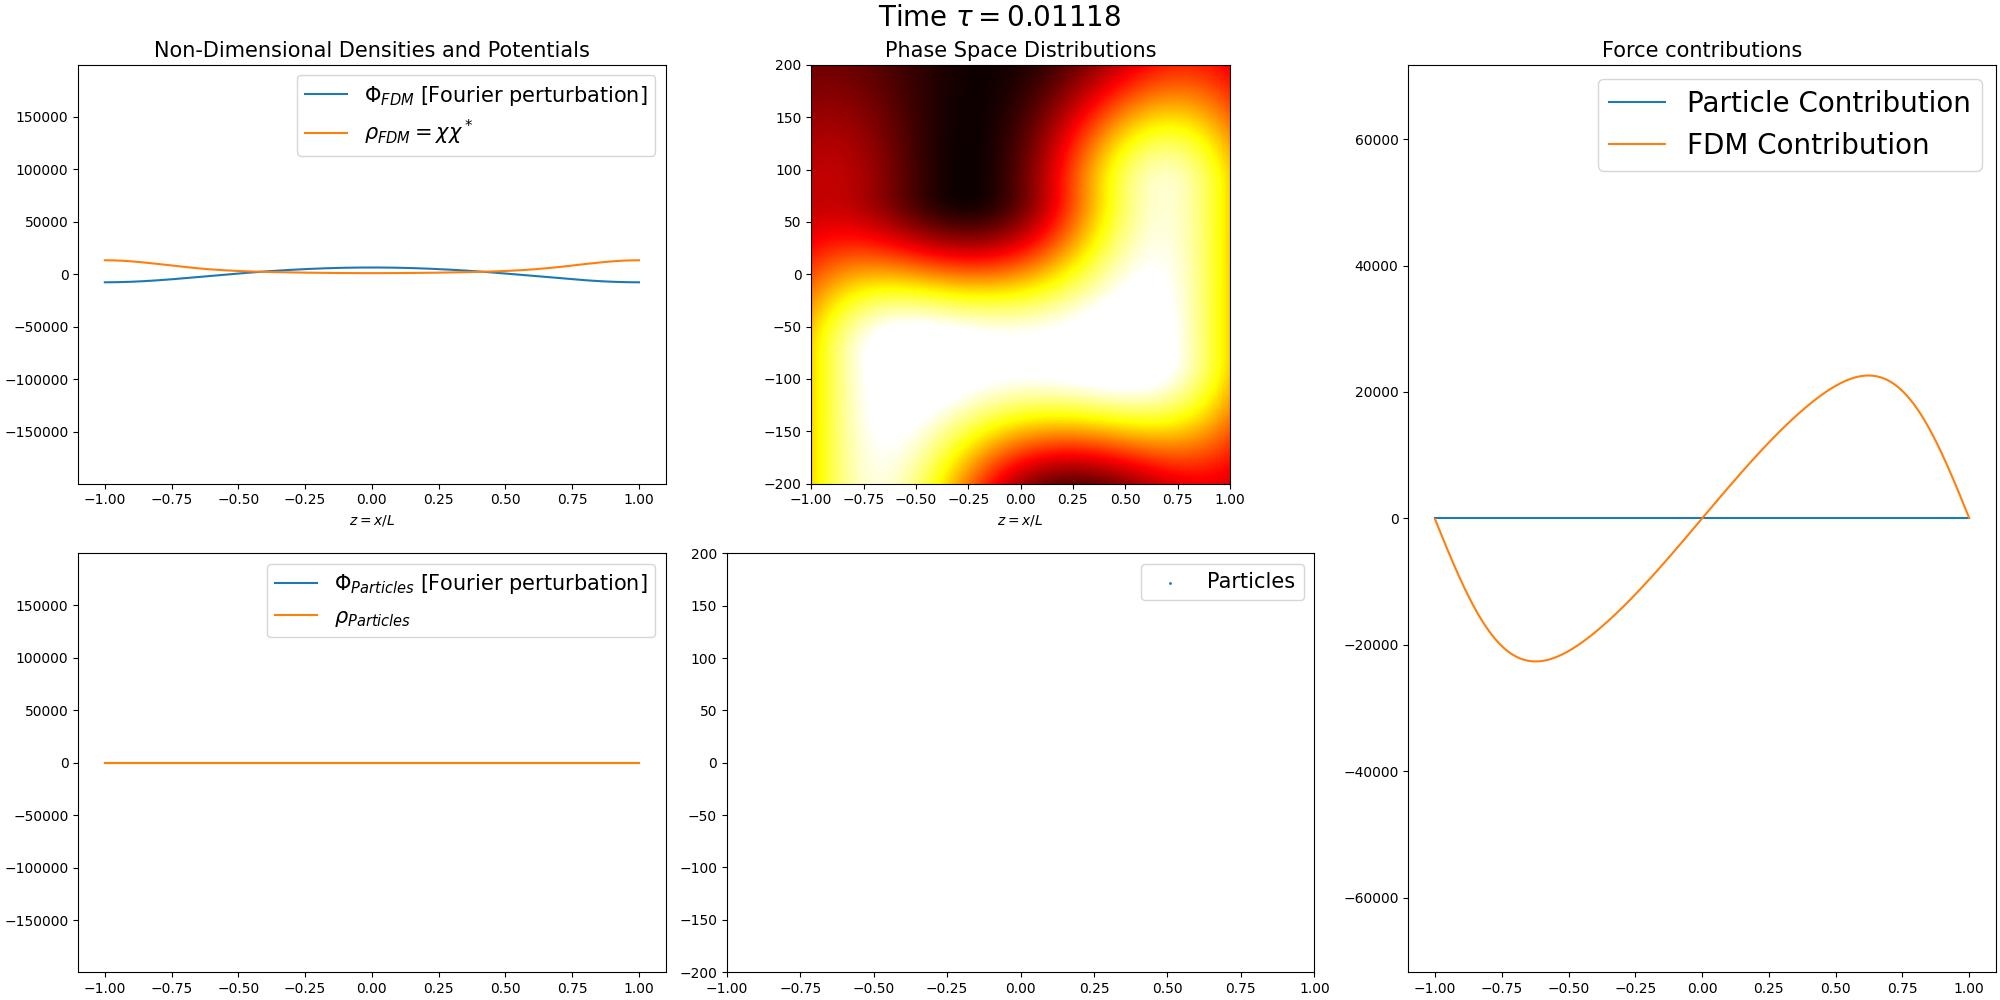 Time τ = 0.01118
Non-Dimensional Densities and Potentials
Φ_FDM [Fourier perturbation]
ρ_FDM = χχ*
150000
100000
50000
0
−50000
−100000
−150000
−1.00 −0.75 −0.50 −0.25 0.00 0.25 0.50 0.75 1.00
z = x/L
Phase Space Distributions
200
150
100
50
0
−50
−100
−150
−200
−1.00 −0.75 −0.50 −0.25 0.00 0.25 0.50 0.75 1.00
z = x/L
Force contributions
Particle Contribution
FDM Contribution
60000
40000
20000
0
−20000
−40000
−60000
−1.00 −0.75 −0.50 −0.25 0.00 0.25 0.50 0.75 1.00
Φ_Particles [Fourier perturbation]
ρ_Particles
150000
100000
50000
0
−50000
−100000
−150000
−1.00 −0.75 −0.50 −0.25 0.00 0.25 0.50 0.75 1.00
Particles
200
150
100
50
0
−50
−100
−150
−200
−1.00 −0.75 −0.50 −0.25 0.00 0.25 0.50 0.75 1.00